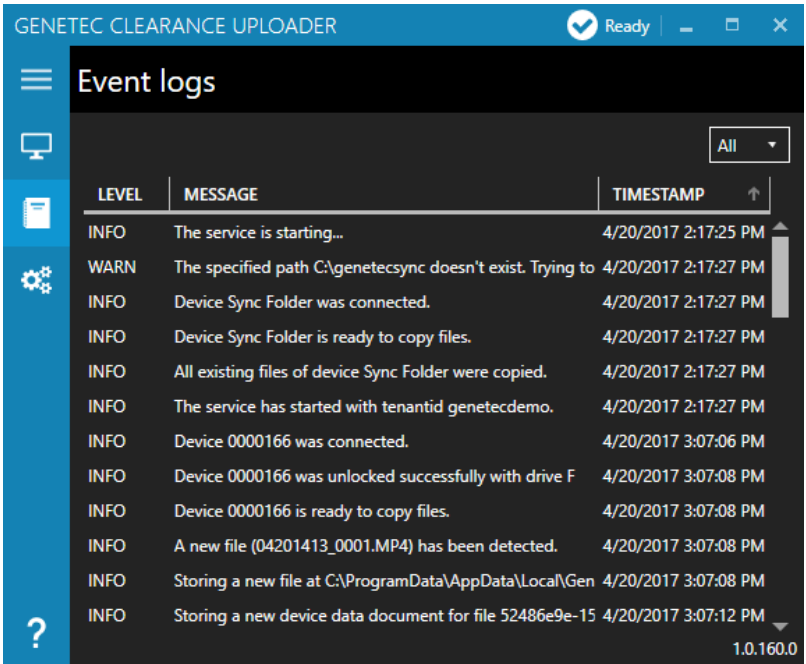 GENETEC CLEARANCE UPLOADER Ready
Event logs
All
LEVEL MESSAGE TIMESTAMP
INFO The service is starting... 4/20/2017 2:17:25 PM
WARN The specified path C:\genetecsync doesn't exist. Trying to 4/20/2017 2:17:27 PM
INFO Device Sync Folder was connected. 4/20/2017 2:17:27 PM
INFO Device Sync Folder is ready to copy files. 4/20/2017 2:17:27 PM
INFO All existing files of device Sync Folder were copied. 4/20/2017 2:17:27 PM
INFO The service has started with tenantid genetecdemo. 4/20/2017 2:17:27 PM
INFO Device 0000166 was connected. 4/20/2017 3:07:06 PM
INFO Device 0000166 was unlocked successfully with drive F 4/20/2017 3:07:08 PM
INFO Device 0000166 is ready to copy files. 4/20/2017 3:07:08 PM
INFO A new file (04201413_0001.MP4) has been detected. 4/20/2017 3:07:08 PM
INFO Storing a new file at C:\ProgramData\AppData\Local\Gen 4/20/2017 3:07:08 PM
INFO Storing a new device data document for file 52486e9e-15 4/20/2017 3:07:12 PM
?
1.0.160.0